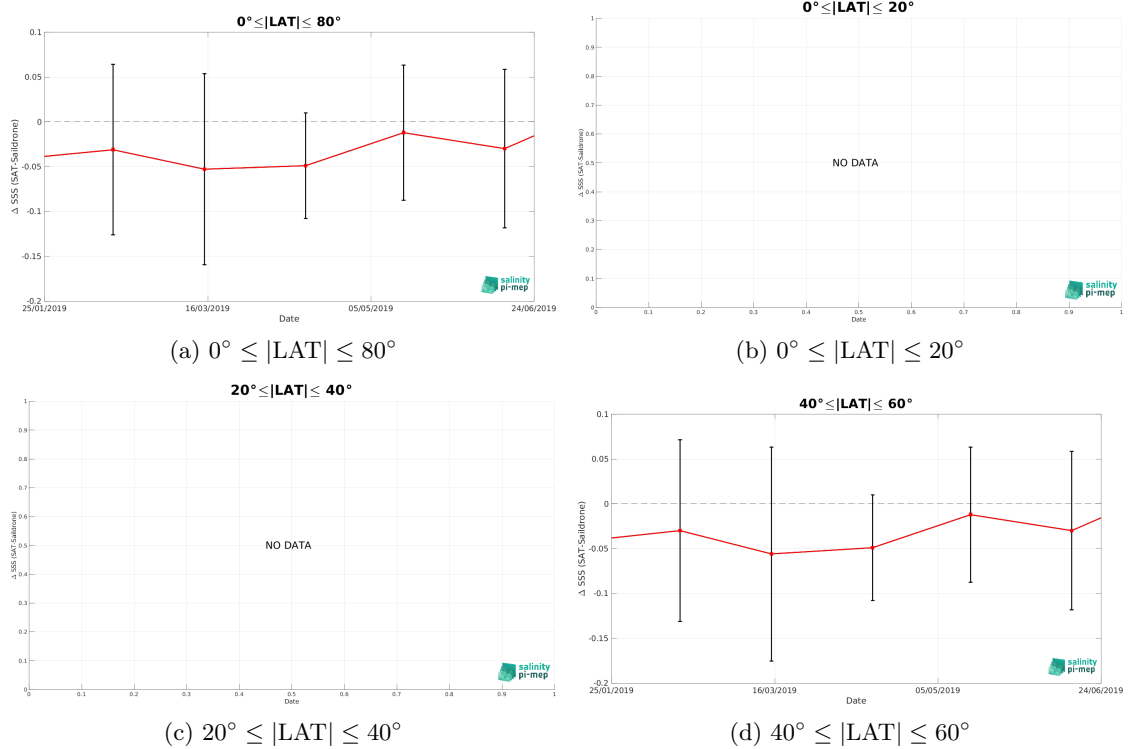 0°≤|LAT|≤ 80°
0.1
0.05
0
-0.05
-0.1
-0.15
-0.2
Δ SSS (SAT-Saildrone)
25/01/2019 16/03/2019 05/05/2019 24/06/2019
Date
salinity
pi-mep
(a) 0° ≤ |LAT| ≤ 80°
0°≤|LAT|≤ 20°
1
0.9
0.8
0.7
0.6
0.5
0.4
0.3
0.2
0.1
0
Δ SSS (SAT-Saildrone)
NO DATA
0 0.1 0.2 0.3 0.4 0.5 0.6 0.7 0.8 0.9 1
Date
salinity
pi-mep
(b) 0° ≤ |LAT| ≤ 20°
20°≤|LAT|≤ 40°
1
0.9
0.8
0.7
0.6
0.5
0.4
0.3
0.2
0.1
0
Δ SSS (SAT-Saildrone)
NO DATA
0 0.1 0.2 0.3 0.4 0.5 0.6 0.7 0.8 0.9 1
Date
salinity
pi-mep
(c) 20° ≤ |LAT| ≤ 40°
40°≤|LAT|≤ 60°
0.1
0.05
0
-0.05
-0.1
-0.15
-0.2
Δ SSS (SAT-Saildrone)
25/01/2019 16/03/2019 05/05/2019 24/06/2019
Date
salinity
pi-mep
(d) 40° ≤ |LAT| ≤ 60°